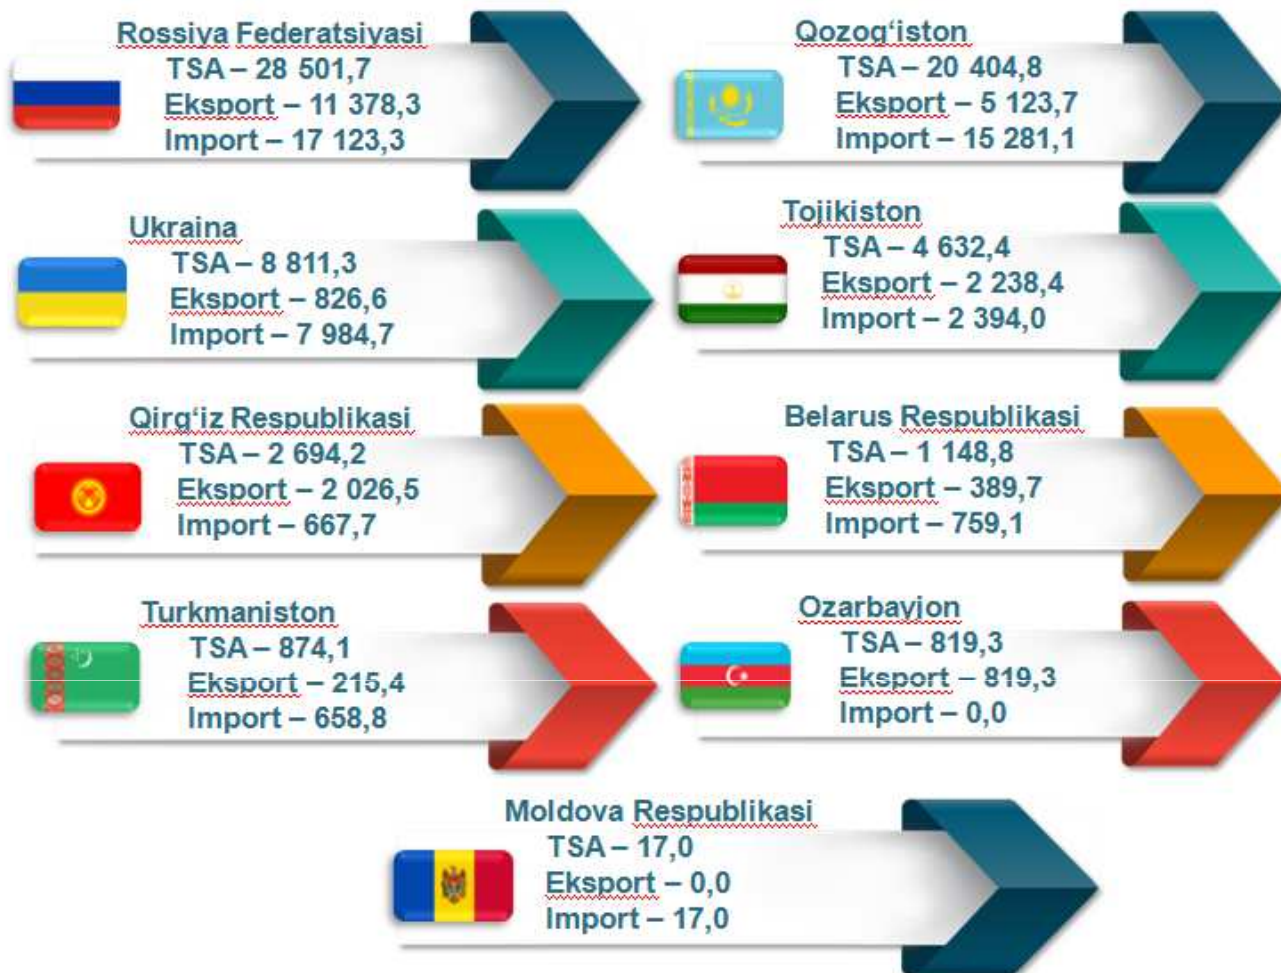 Rossiya Federatsiyasi
TSA – 28 501,7
Eksport – 11 378,3
Import – 17 123,3
Qozog‘iston
TSA – 20 404,8
Eksport – 5 123,7
Import – 15 281,1
Ukraina
TSA – 8 811,3
Eksport – 826,6
Import – 7 984,7
Tojikiston
TSA – 4 632,4
Eksport – 2 238,4
Import – 2 394,0
Qirg‘iz Respublikasi
TSA – 2 694,2
Eksport – 2 026,5
Import – 667,7
Belarus Respublikasi
TSA – 1 148,8
Eksport – 389,7
Import – 759,1
Turkmaniston
TSA – 874,1
Eksport – 215,4
Import – 658,8
Ozarbayjon
TSA – 819,3
Eksport – 819,3
Import – 0,0
Moldova Respublikasi
TSA – 17,0
Eksport – 0,0
Import – 17,0